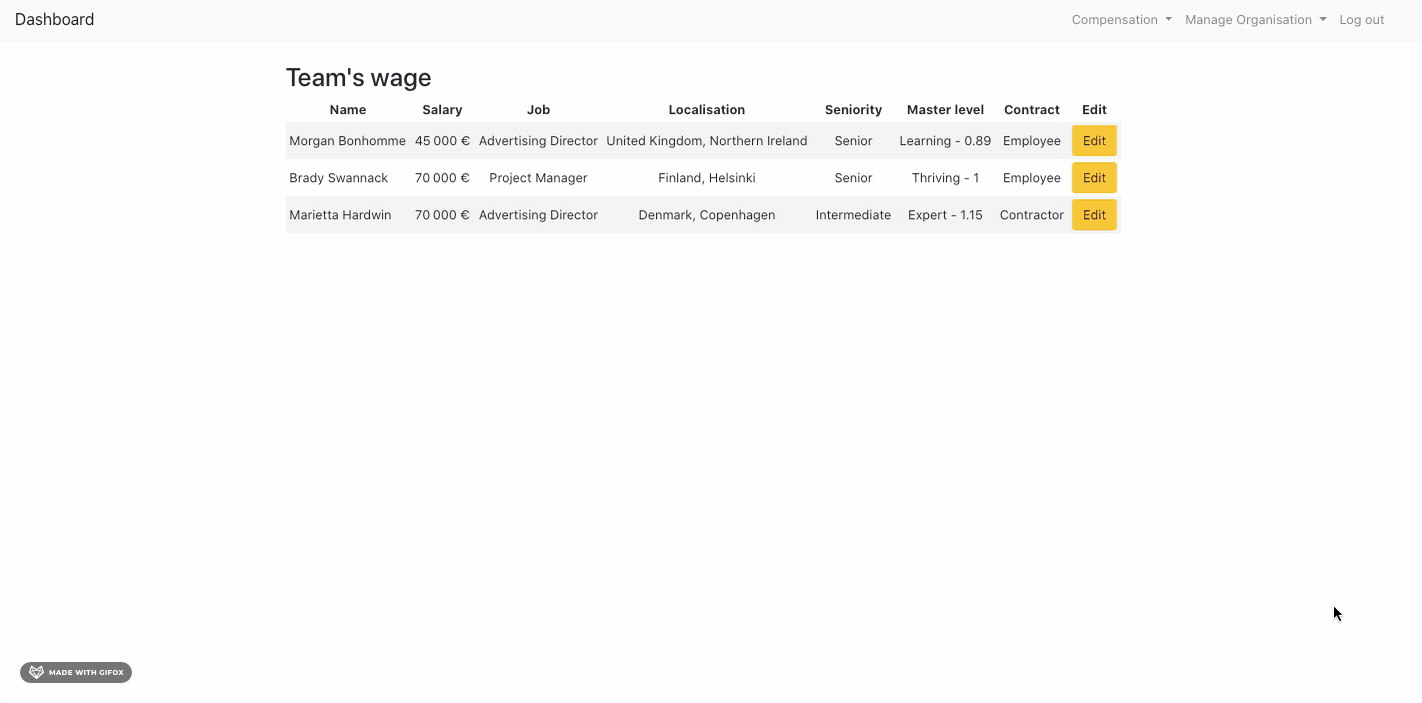 Dashboard Compensation Manage Organisation Log out
Team's wage
Name Salary Job Localisation Seniority Master level Contract Edit
Morgan Bonhomme 45 000 € Advertising Director United Kingdom, Northern Ireland Senior Learning - 0.89 Employee Edit
Brady Swannack 70 000 € Project Manager Finland, Helsinki Senior Thriving - 1 Employee Edit
Marietta Hardwin 70 000 € Advertising Director Denmark, Copenhagen Intermediate Expert - 1.15 Contractor Edit
MADE WITH GIFOX